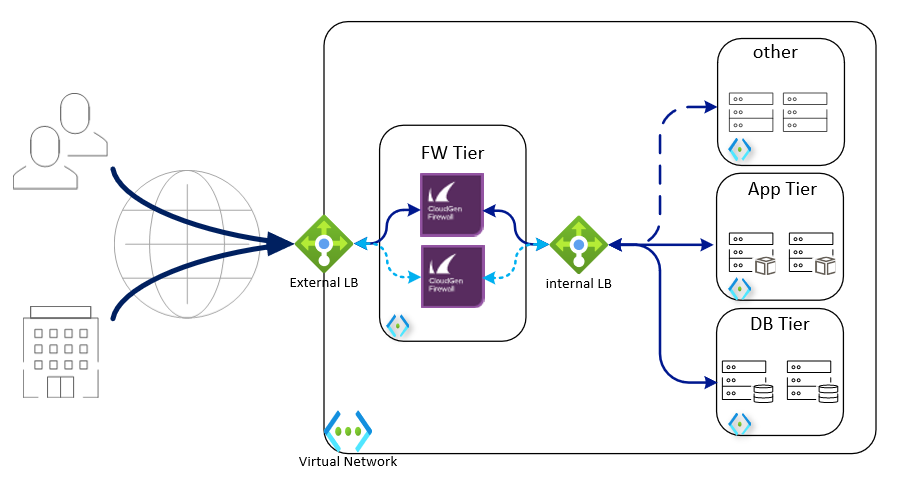 other
FW Tier
CloudGen
Firewall
App Tier
CloudGen
Firewall
External LB
internal LB
DB Tier
Virtual Network